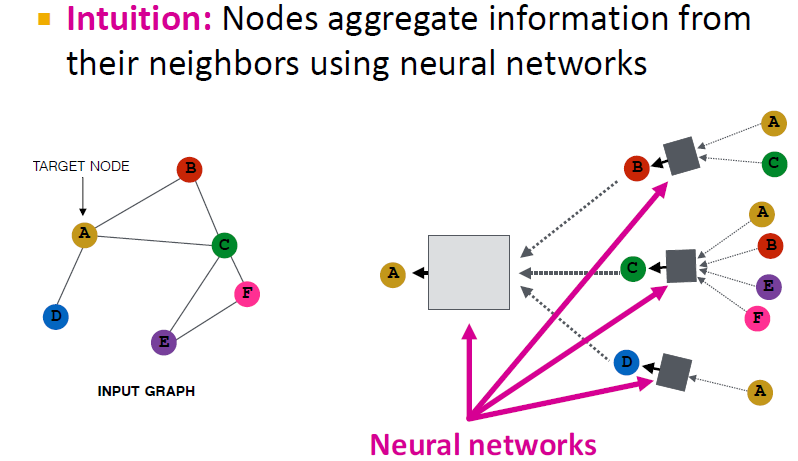 Intuition: Nodes aggregate information from
their neighbors using neural networks
TARGET NODE
B
A
C
F
D
E
INPUT GRAPH
A
C
B
A
B
A
C
E
F
D
A
Neural networks